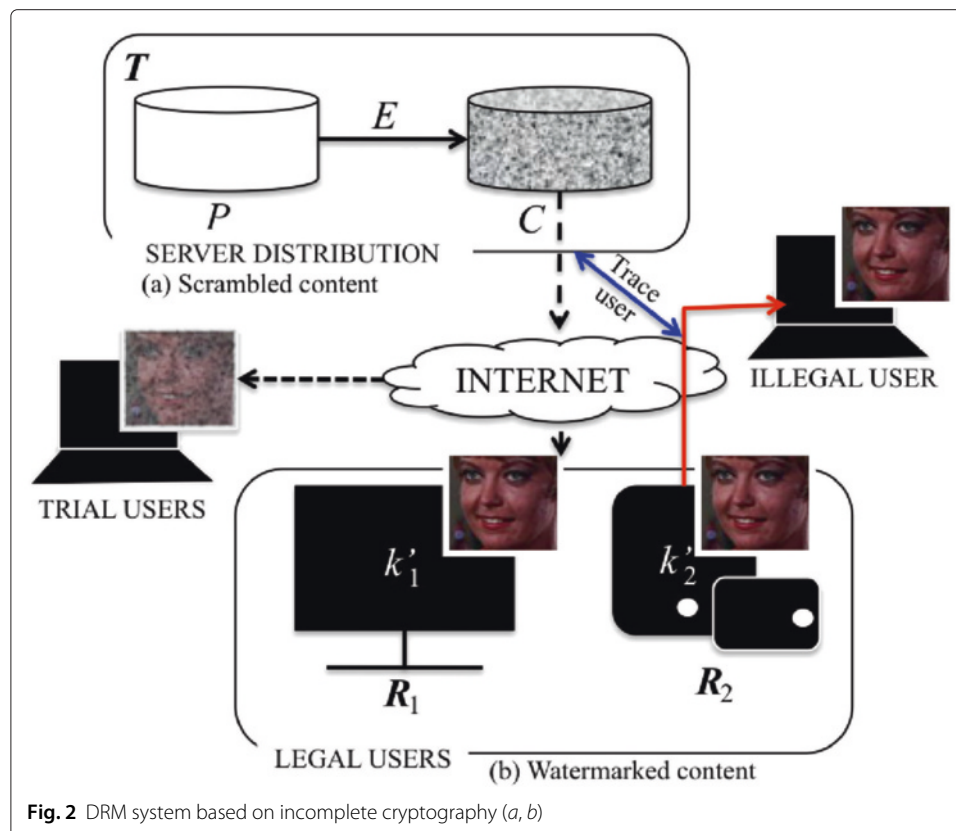 T
E
P
C
SERVER DISTRIBUTION
(a) Scrambled content
Trace
user
INTERNET
ILLEGAL USER
TRIAL USERS
k'1
k'2
R1
R2
LEGAL USERS
(b) Watermarked content
Fig. 2 DRM system based on incomplete cryptography (a, b)